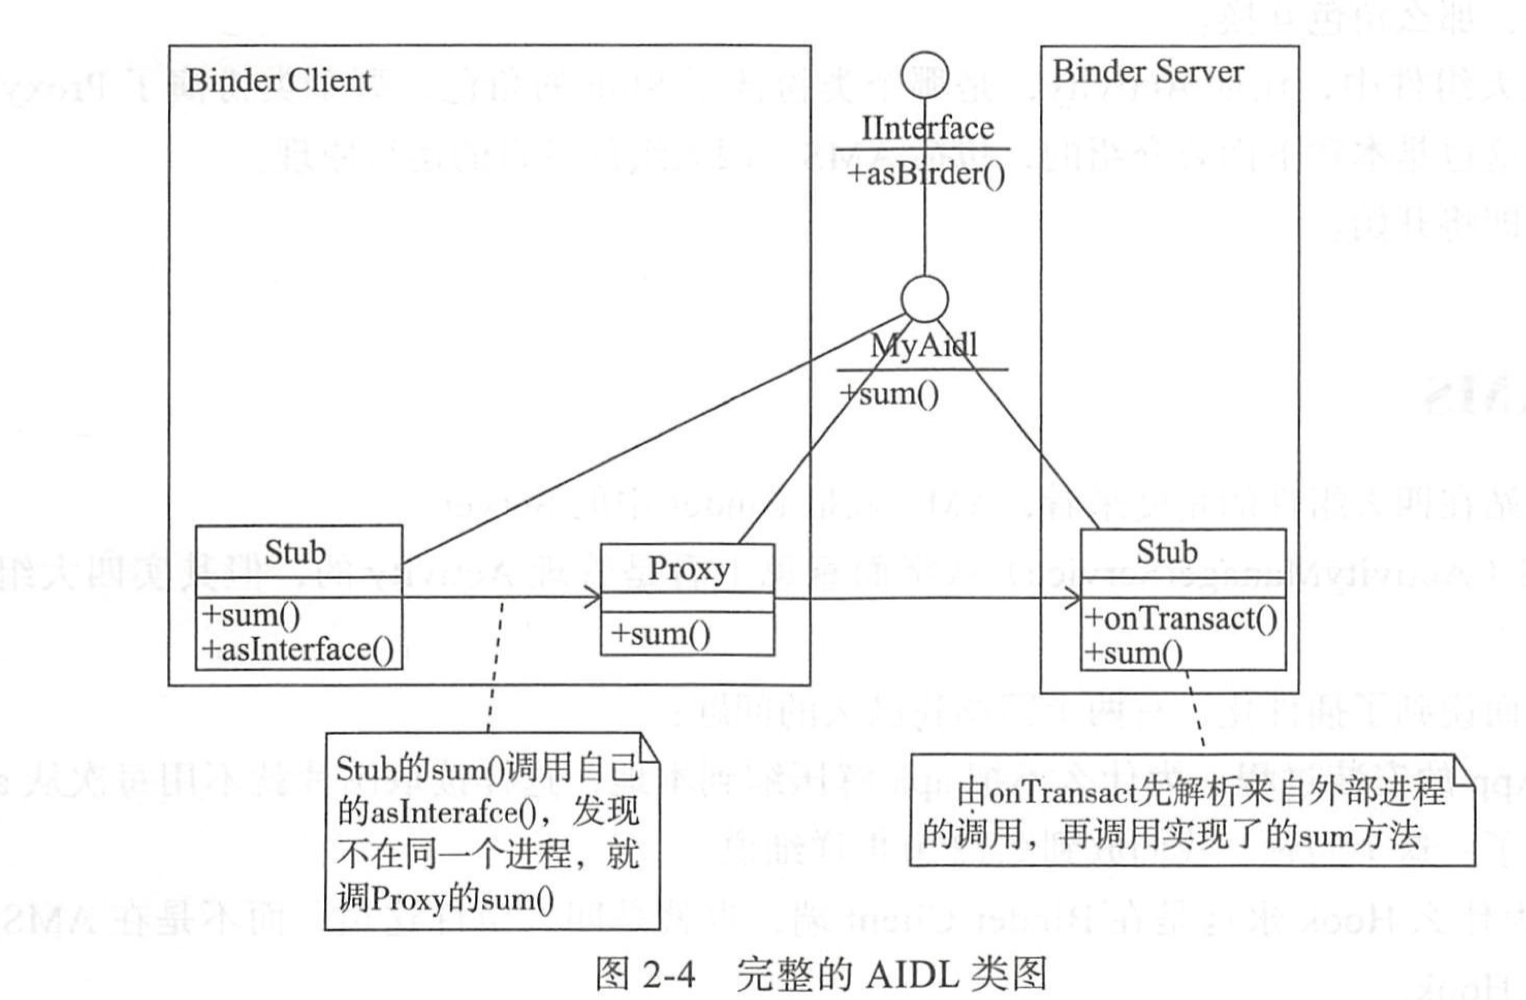 Binder Client
IInterface
+asBirder()
Binder Server
MyAidl
+sum()
Stub
+sum()
+asInterface()
Proxy
+sum()
Stub
+onTransact()
+sum()
Stub的sum()调用自己
的asInterafce()，发现
不在同一个进程，就
调Proxy的sum()
由onTransact先解析来自外部进程
的调用，再调用实现了的sum方法
图 2-4 完整的 AIDL 类图